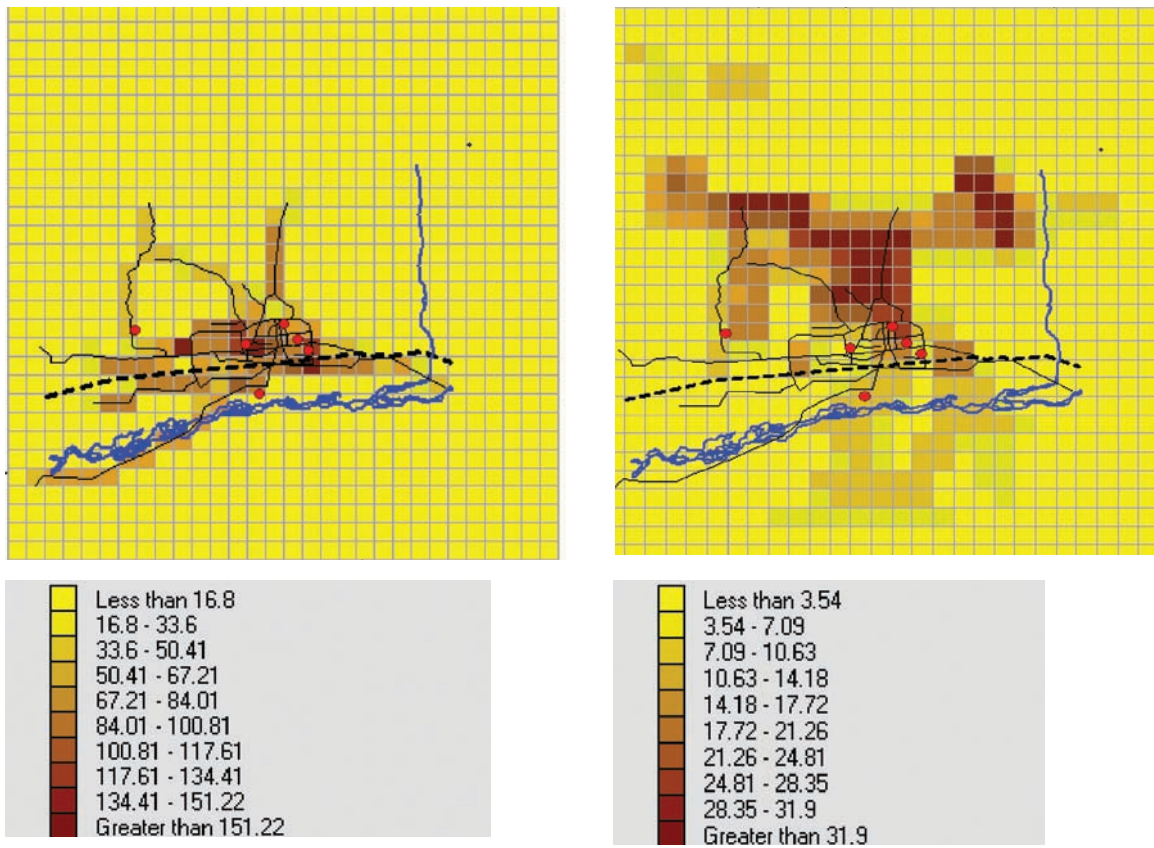 Less than 16.8
16.8 - 33.6
33.6 - 50.41
50.41 - 67.21
67.21 - 84.01
84.01 - 100.81
100.81 - 117.61
117.61 - 134.41
134.41 - 151.22
Greater than 151.22
Less than 3.54
3.54 - 7.09
7.09 - 10.63
10.63 - 14.18
14.18 - 17.72
17.72 - 21.26
21.26 - 24.81
24.81 - 28.35
28.35 - 31.9
Greater than 31.9